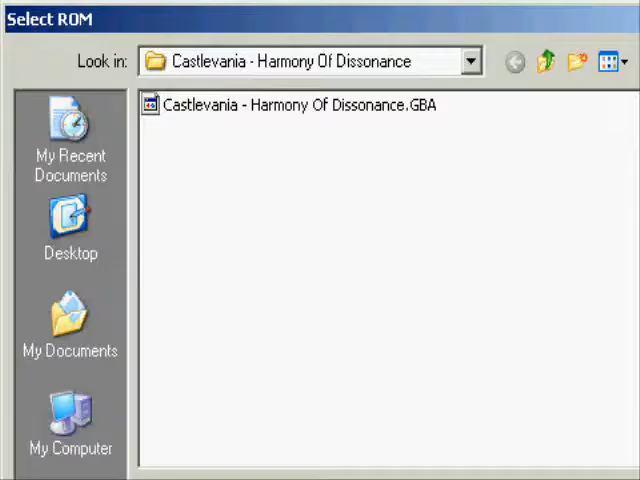 Select ROM
Look in:
Castlevania - Harmony Of Dissonance
Castlevania - Harmony Of Dissonance.GBA
My Recent
Documents
Desktop
My Documents
My Computer